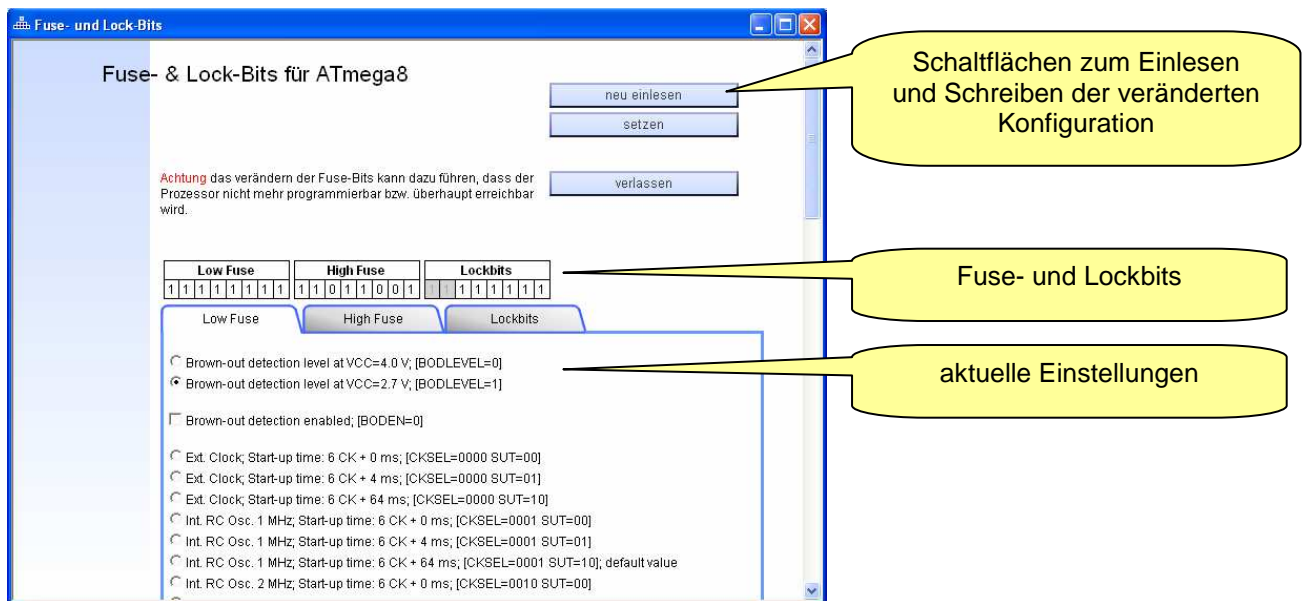 Fuse- und Lock-Bits
Fuse- & Lock-Bits für ATmega8
neu einlesen
setzen
Achtung das verändern der Fuse-Bits kann dazu führen, dass der
Prozessor nicht mehr programmierbar bzw. überhaupt erreichbar
wird.
verlassen
Low Fuse High Fuse Lockbits
1 1 1 1 1 1 1 1 1 1 0 1 1 0 0 1 1 1 1 1 1 1 1 1
Low Fuse High Fuse Lockbits
Brown-out detection level at VCC=4.0 V; [BODLEVEL=0]
Brown-out detection level at VCC=2.7 V; [BODLEVEL=1]
Brown-out detection enabled; [BODEN=0]
Ext. Clock; Start-up time: 6 CK + 0 ms; [CKSEL=0000 SUT=00]
Ext. Clock; Start-up time: 6 CK + 4 ms; [CKSEL=0000 SUT=01]
Ext. Clock; Start-up time: 6 CK + 64 ms; [CKSEL=0000 SUT=10]
Int. RC Osc. 1 MHz; Start-up time: 6 CK + 0 ms; [CKSEL=0001 SUT=00]
Int. RC Osc. 1 MHz; Start-up time: 6 CK + 4 ms; [CKSEL=0001 SUT=01]
Int. RC Osc. 1 MHz; Start-up time: 6 CK + 64 ms; [CKSEL=0001 SUT=10]; default value
Int. RC Osc. 2 MHz; Start-up time: 6 CK + 0 ms; [CKSEL=0010 SUT=00]
Schaltflächen zum Einlesen
und Schreiben der veränderten
Konfiguration
Fuse- und Lockbits
aktuelle Einstellungen